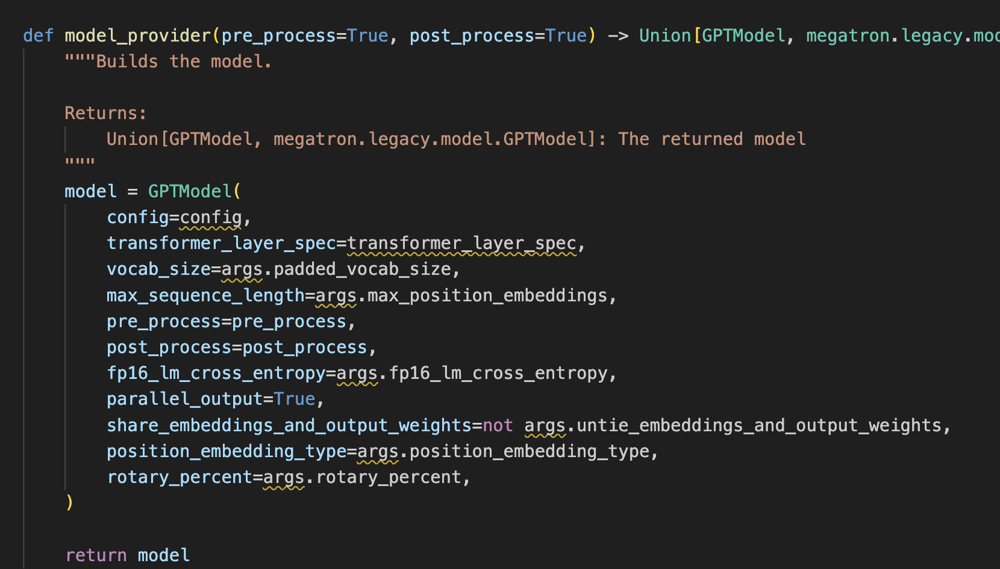 def model_provider(pre_process=True, post_process=True) -> Union[GPTModel, megatron.legacy.mod
"""Builds the model.
Returns:
Union[GPTModel, megatron.legacy.model.GPTModel]: The returned model
"""
model = GPTModel(
config=config,
transformer_layer_spec=transformer_layer_spec,
vocab_size=args.padded_vocab_size,
max_sequence_length=args.max_position_embeddings,
pre_process=pre_process,
post_process=post_process,
fp16_lm_cross_entropy=args.fp16_lm_cross_entropy,
parallel_output=True,
share_embeddings_and_output_weights=not args.untie_embeddings_and_output_weights,
position_embedding_type=args.position_embedding_type,
rotary_percent=args.rotary_percent,
)
return model